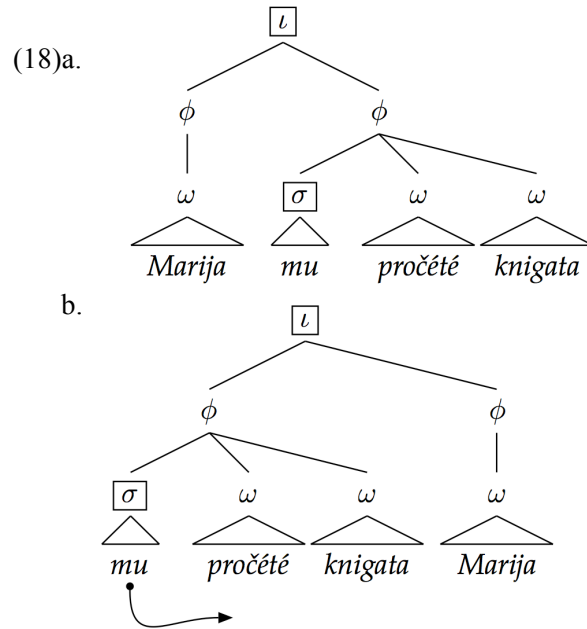 ι
(18)a.
ϕ ϕ
ω σ ω ω
Marija mu pročété knigata
b.
ι
ϕ ϕ
σ ω ω ω
mu pročété knigata Marija